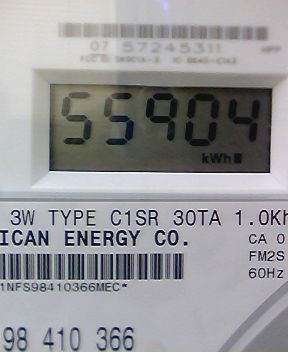 07 57245311
55904
kWh
3W TYPE C1SR 30TA 1.0Kh
ICAN ENERGY CO.
CA 0
FM2S
60Hz
1NFS98410366MEC*
98 410 366